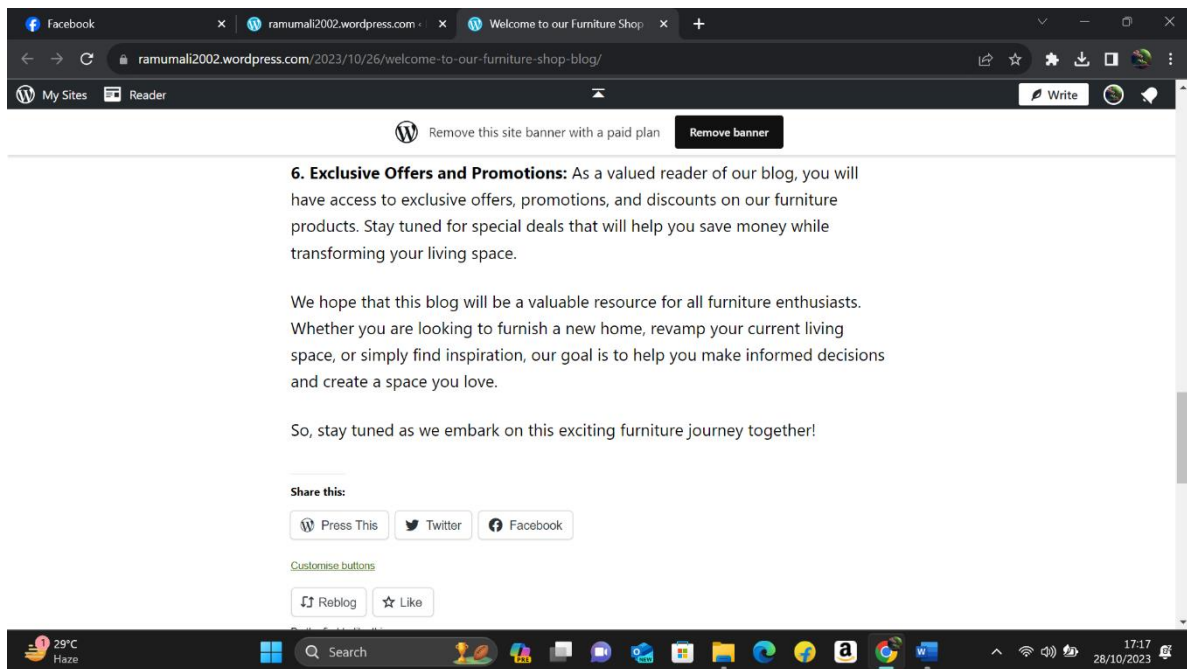 Facebook
ramumali2002.wordpress.com ‹
Welcome to our Furniture Shop
ramumali2002.wordpress.com/2023/10/26/welcome-to-our-furniture-shop-blog/
My Sites Reader Write
Remove this site banner with a paid plan Remove banner
6. Exclusive Offers and Promotions: As a valued reader of our blog, you will
have access to exclusive offers, promotions, and discounts on our furniture
products. Stay tuned for special deals that will help you save money while
transforming your living space.
We hope that this blog will be a valuable resource for all furniture enthusiasts.
Whether you are looking to furnish a new home, revamp your current living
space, or simply find inspiration, our goal is to help you make informed decisions
and create a space you love.
So, stay tuned as we embark on this exciting furniture journey together!
Share this:
Press This Twitter Facebook
Customise buttons
Reblog Like
1
29°C
Haze
Search
PRE
NEW
17:17
28/10/2023